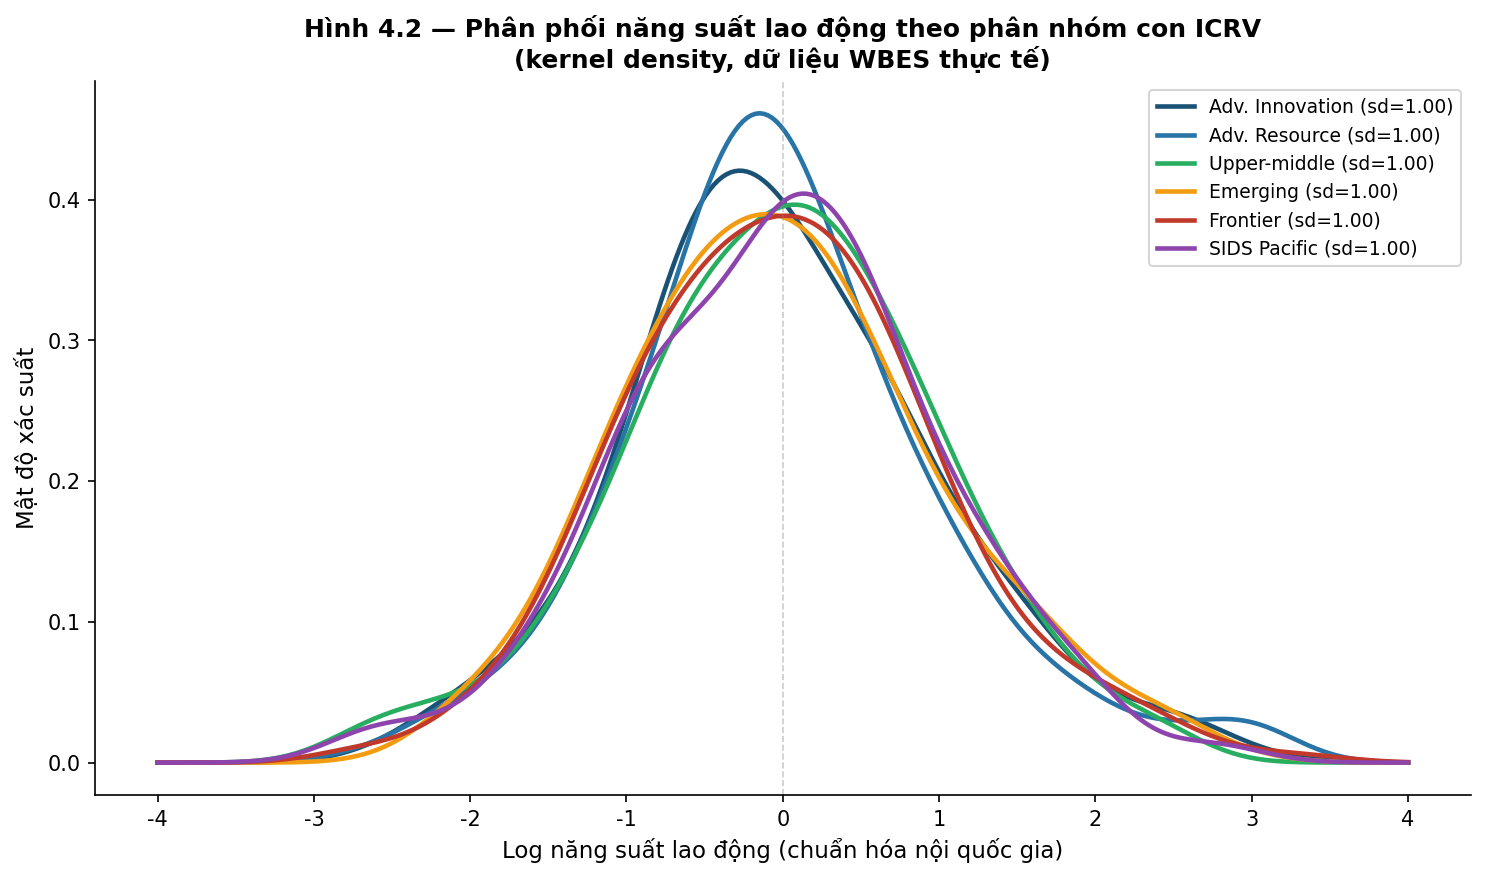 Hình 4.2 — Phân phối năng suất lao động theo phân nhóm con ICRV
(kernel density, dữ liệu WBES thực tế)
Adv. Innovation (sd=1.00)
Adv. Resource (sd=1.00)
Upper-middle (sd=1.00)
Emerging (sd=1.00)
Frontier (sd=1.00)
SIDS Pacific (sd=1.00)
Mật độ xác suất
0.4
0.3
0.2
0.1
0.0
-4 -3 -2 -1 0 1 2 3 4
Log năng suất lao động (chuẩn hóa nội quốc gia)